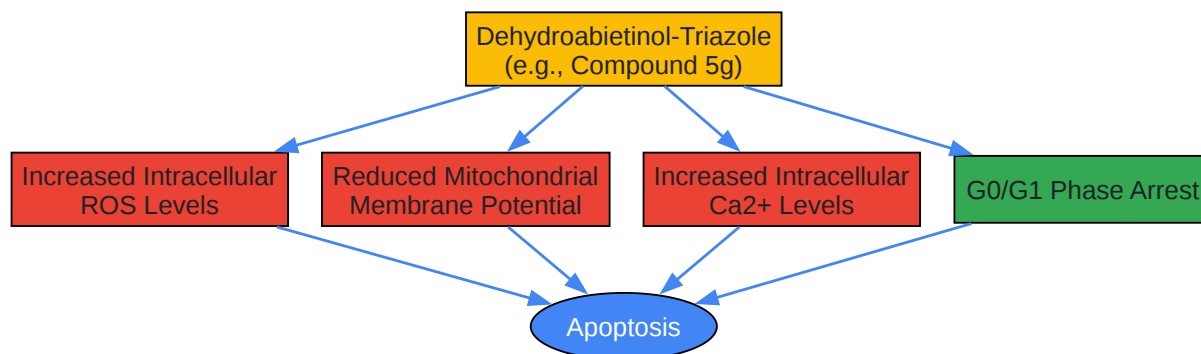 Dehydroabietinol-Triazole
(e.g., Compound 5g)
Increased Intracellular
ROS Levels
Reduced Mitochondrial
Membrane Potential
Increased Intracellular
Ca2+ Levels
G0/G1 Phase Arrest
Apoptosis